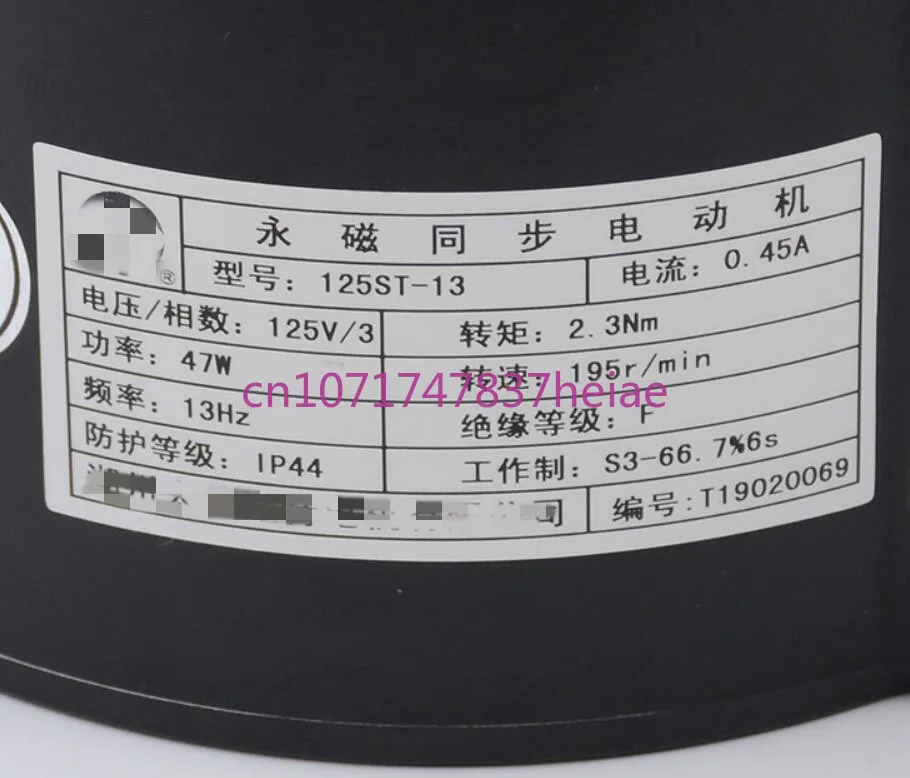 永磁同步电动机
®
型号：125ST-13 电流：0.45A
电压/相数：125V/3 转矩：2.3Nm
功率：47W 转速：195r/min
cn1071747837heiae
频率：13Hz 绝缘等级：F
防护等级：IP44 工作制：S3-66.7%6s
公司 编号:T19020069